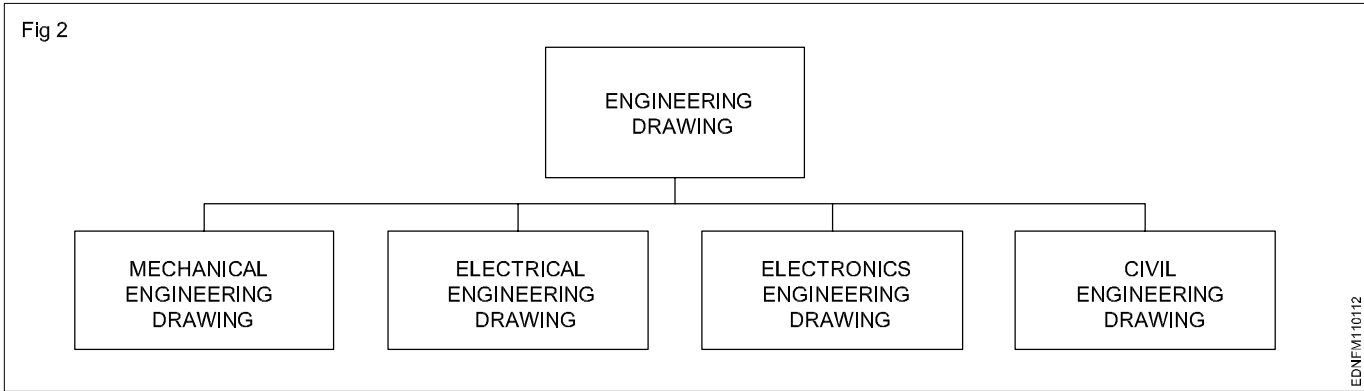 Fig 2
ENGINEERING
DRAWING
MECHANICAL
ENGINEERING
DRAWING
ELECTRICAL
ENGINEERING
DRAWING
ELECTRONICS
ENGINEERING
DRAWING
CIVIL
ENGINEERING
DRAWING
EDNFM110112